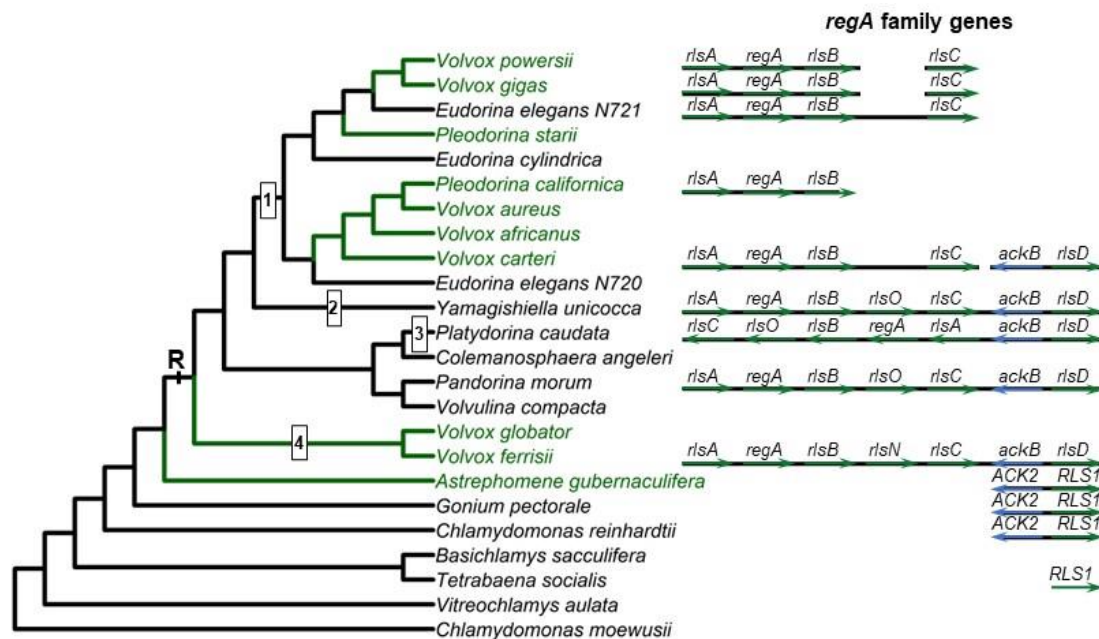 regA family genes
rlsA regA rlsB rlsC
Volvox powersii
rlsA regA rlsB rlsC
Volvox gigas
rlsA regA rlsB rlsC
Eudorina elegans N721
Pleodorina starii
Eudorina cylindrica
rlsA regA rlsB
Pleodorina californica
1
Volvox aureus
Volvox africanus
rlsA regA rlsB rlsC ackB rlsD
Volvox carteri
Eudorina elegans N720
rlsA regA rlsB rlsO rlsC ackB rlsD
2 Yamagishiella unicocca
rlsC rlsO rlsB regA rlsA ackB rlsD
3 Platydorina caudata
Colemanosphaera angeleri
R
rlsA regA rlsB rlsO rlsC ackB rlsD
Pandorina morum
Volvulina compacta
Volvox globator
4
rlsA regA rlsB rlsN rlsC ackB rlsD
Volvox ferrisii
ACK2 RLS1
Astrephomene gubernaculifera
ACK2 RLS1
Gonium pectorale
ACK2 RLS1
Chlamydomonas reinhardtii
Basichlamys sacculifera
RLS1
Tetrabaena socialis
Vitreochlamys aulata
Chlamydomonas moewusii